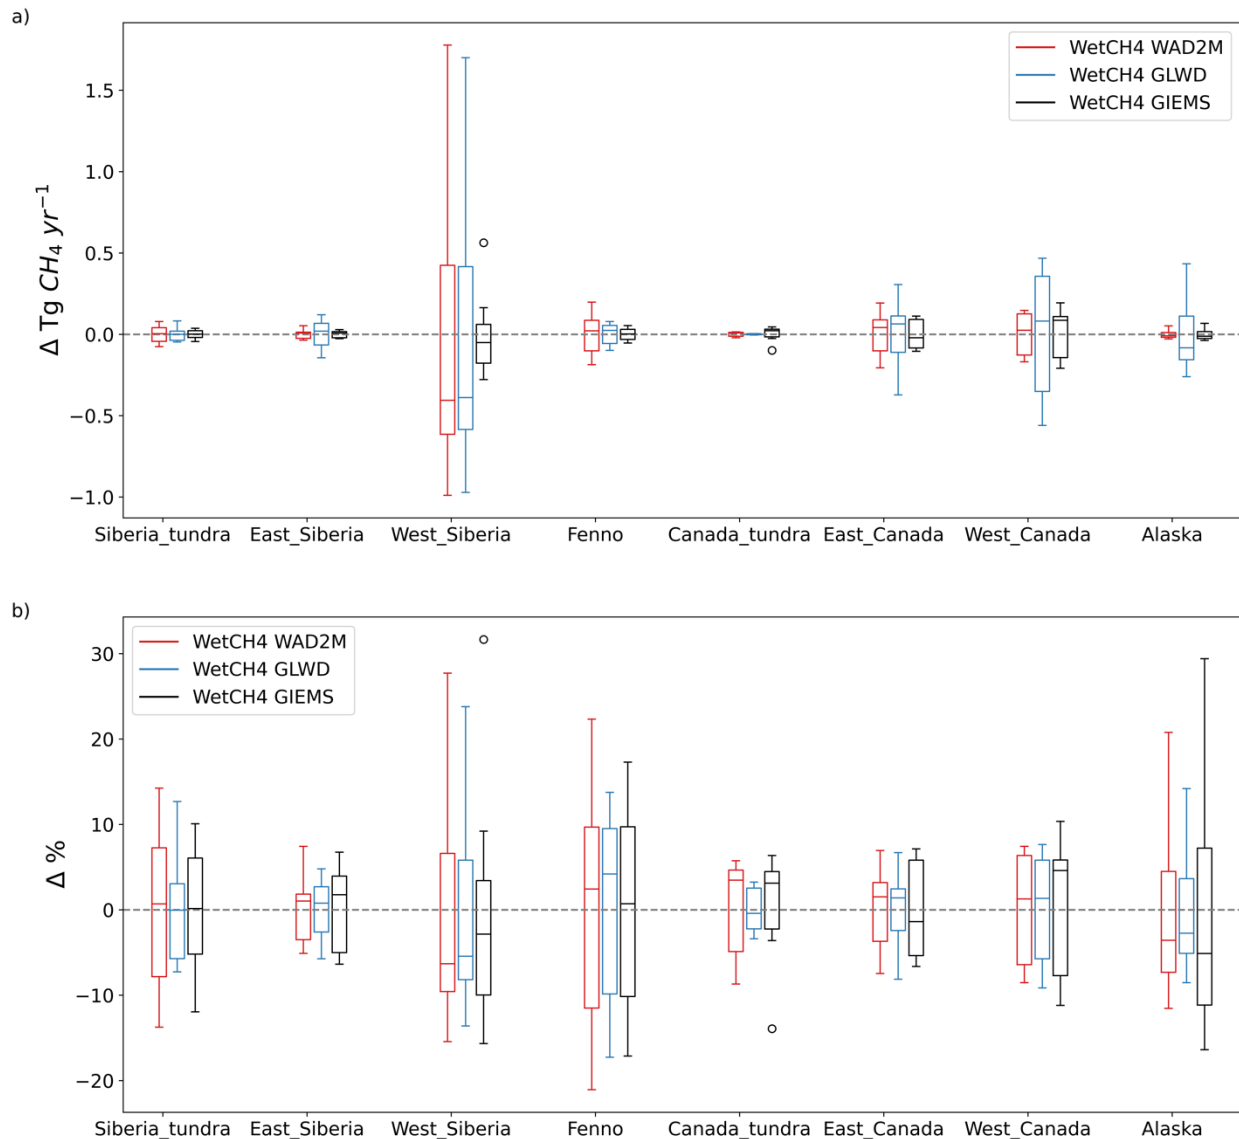 a)
WetCH4 WAD2M
WetCH4 GLWD
WetCH4 GIEMS
Δ Tg CH₄ yr⁻¹
1.5
1.0
0.5
0.0
−0.5
−1.0
Siberia_tundra East_Siberia West_Siberia Fenno Canada_tundra East_Canada West_Canada Alaska
b)
WetCH4 WAD2M
WetCH4 GLWD
WetCH4 GIEMS
Δ %
30
20
10
0
−10
−20
Siberia_tundra East_Siberia West_Siberia Fenno Canada_tundra East_Canada West_Canada Alaska